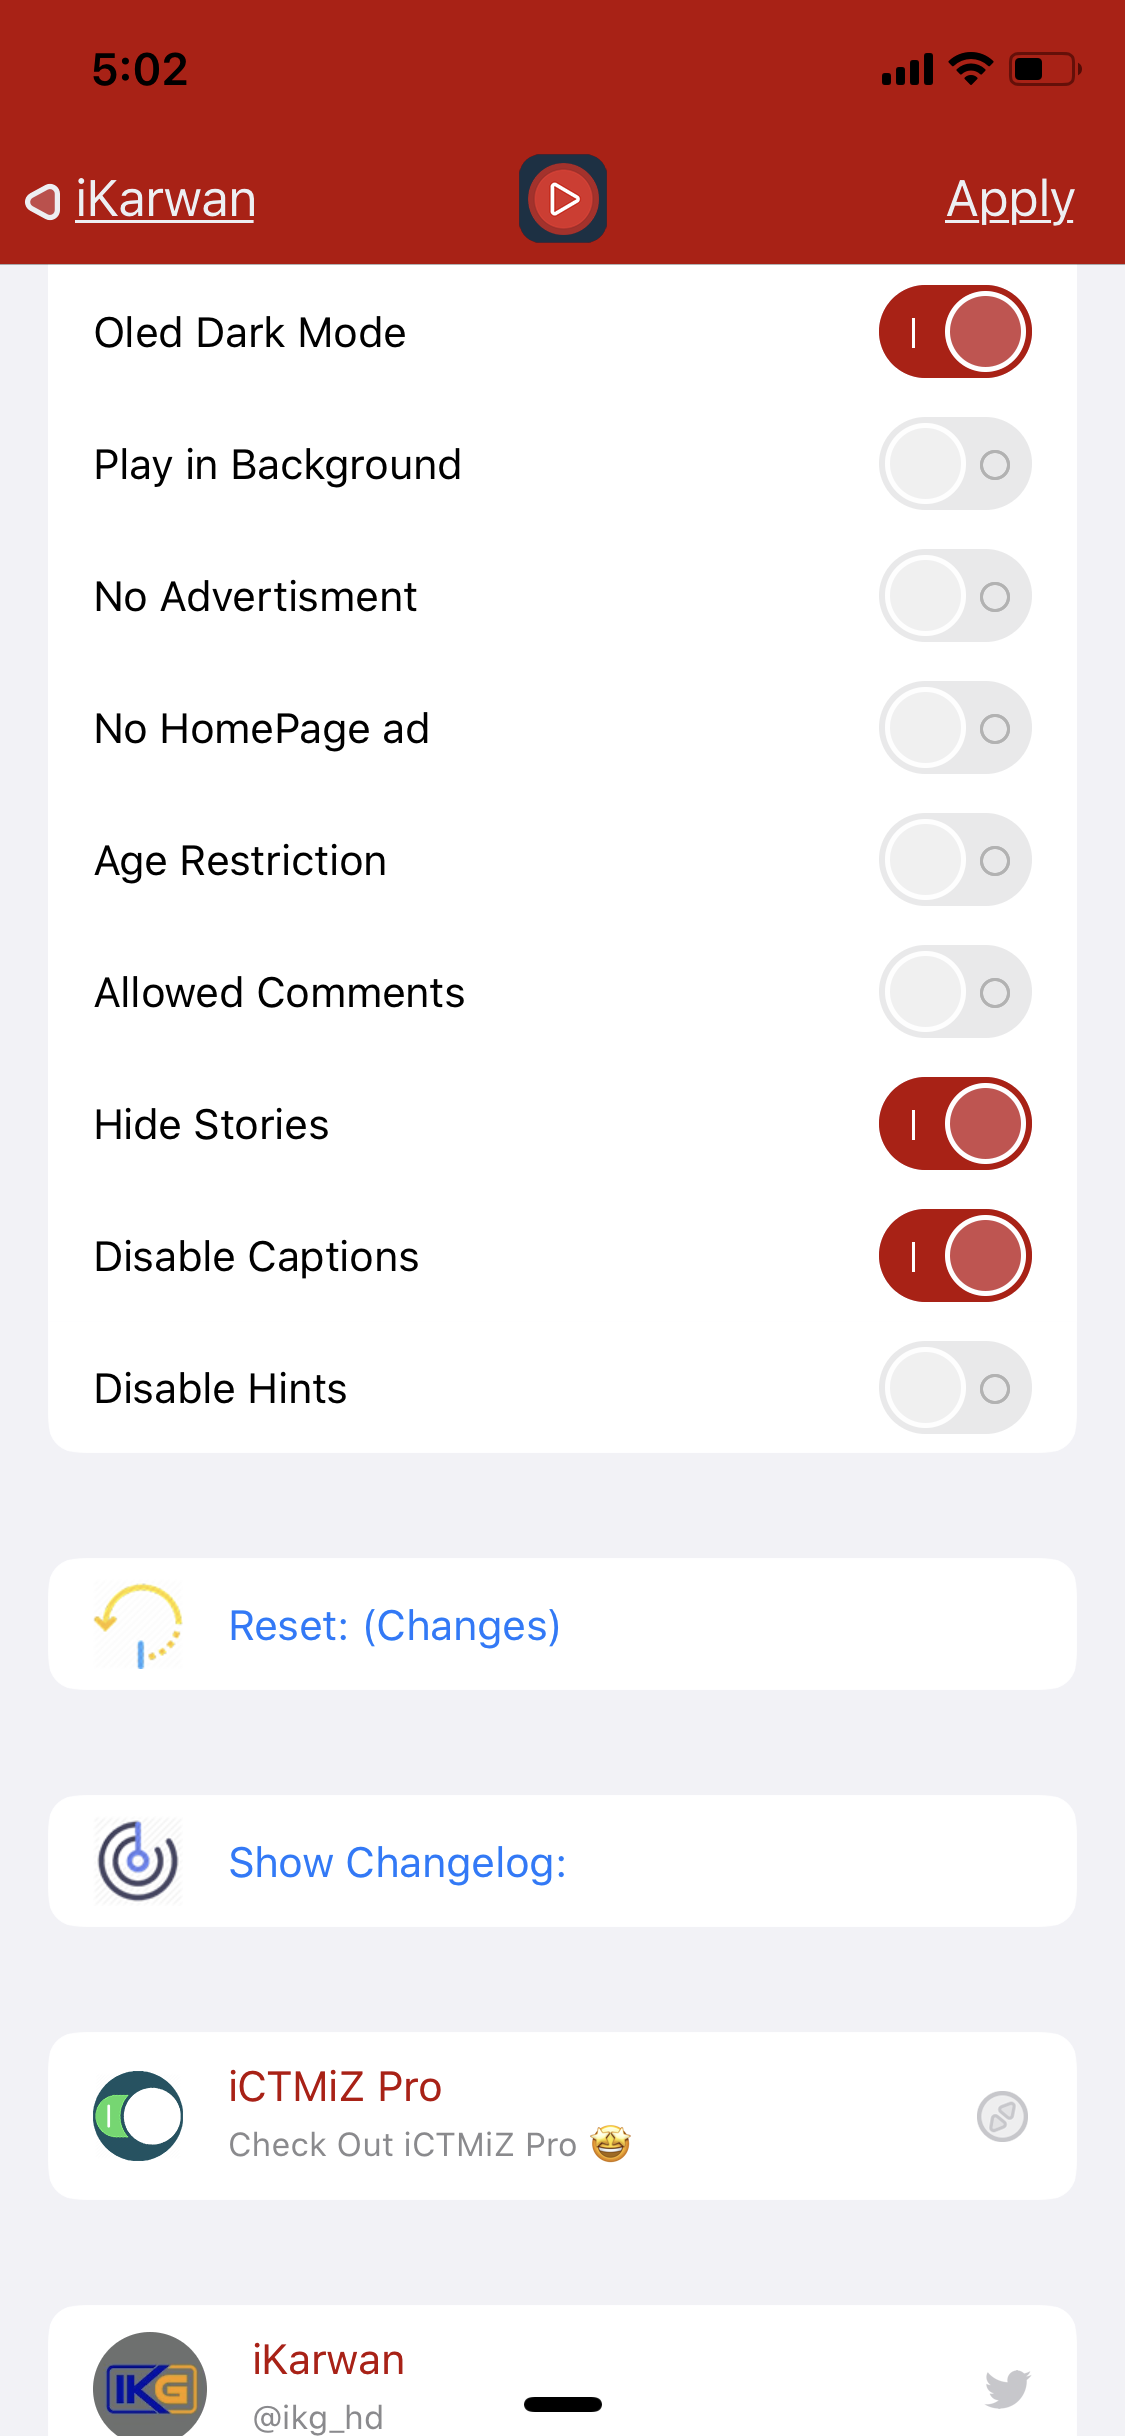 5:02
iKarwan
Apply
Oled Dark Mode
Play in Background
No Advertisment
No HomePage ad
Age Restriction
Allowed Comments
Hide Stories
Disable Captions
Disable Hints
Reset: (Changes)
Show Changelog:
iCTMiZ Pro
Check Out iCTMiZ Pro 🤩
iKarwan
IKG
@ikg_hd